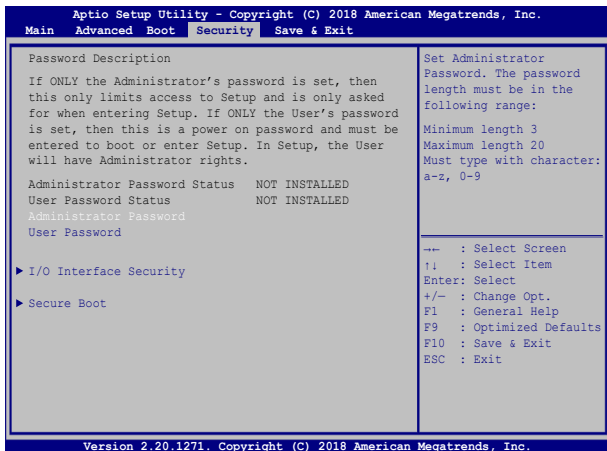 Aptio Setup Utility - Copyright (C) 2018 American Megatrends, Inc.
Main Advanced Boot Security Save & Exit
Password Description
If ONLY the Administrator's password is set, then
this only limits access to Setup and is only asked
for when entering Setup. If ONLY the User's password
is set, then this is a power on password and must be
entered to boot or enter Setup. In Setup, the User
will have Administrator rights.
Administrator Password Status NOT INSTALLED
User Password Status NOT INSTALLED
Administrator Password
User Password
▶ I/O Interface Security
▶ Secure Boot
Set Administrator
Password. The password
length must be in the
following range:
Minimum length 3
Maximum length 20
Must type with character:
a-z, 0-9
→← : Select Screen
↑↓ : Select Item
Enter: Select
+/— : Change Opt.
F1 : General Help
F9 : Optimized Defaults
F10 : Save & Exit
ESC : Exit
Version 2.20.1271. Copyright (C) 2018 American Megatrends, Inc.